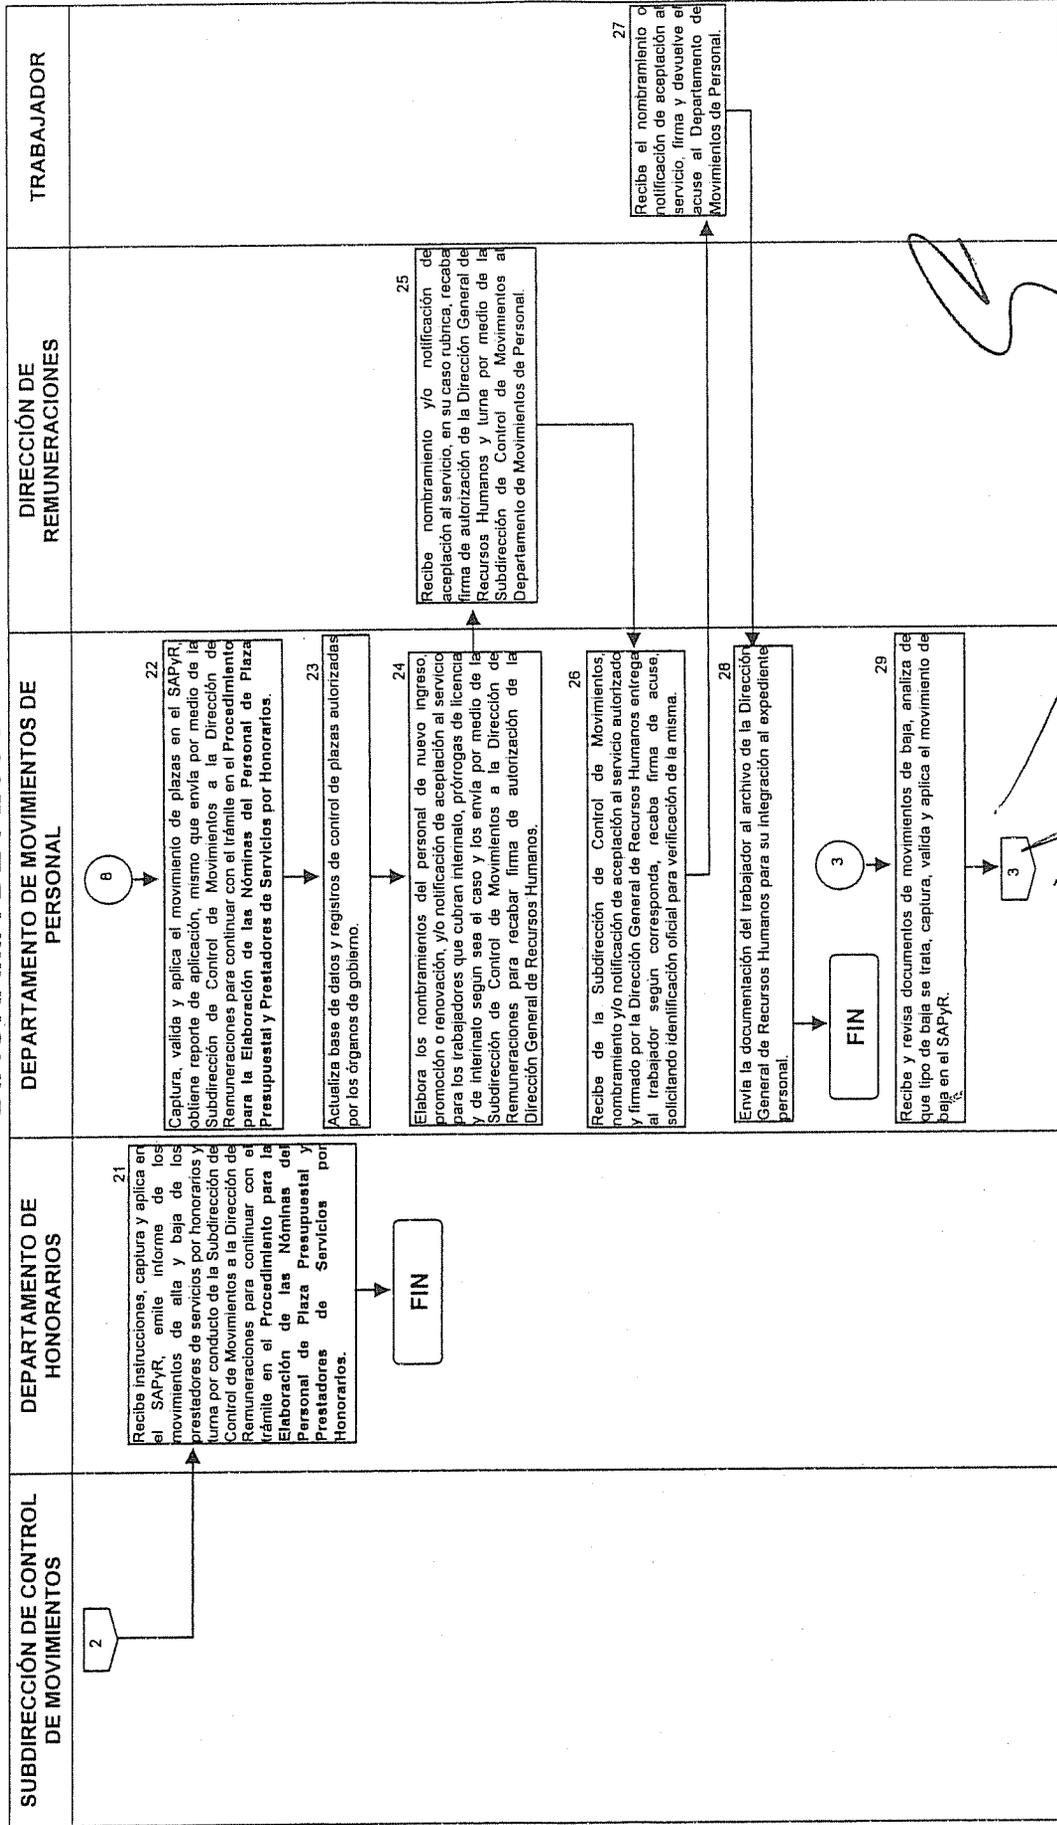 SUBDIRECCIÓN DE CONTROL
DE MOVIMIENTOS
DEPARTAMENTO DE
HONORARIOS
DEPARTAMENTO DE MOVIMIENTOS DE
PERSONAL
DIRECCIÓN DE
REMUNERACIONES
TRABAJADOR
2
21
Recibe instrucciones, captura y aplica en
el SAPyR, emite informe de los
movimientos de alta y baja de los
prestadores de servicios por honorarios y
turna por conducto de la Subdirección de
Control de Movimientos a la Dirección de
Remuneraciones para continuar con el
trámite en el Procedimiento para la
Elaboración de las Nóminas del
Personal de Plaza Presupuestal y
Prestadores de Servicios por
Honorarios.
FIN
8
22
Captura, valida y aplica el movimiento de plazas en el SAPyR,
obtiene reporte de aplicación, mismo que envía por medio de la
Subdirección de Control de Movimientos a la Dirección de
Remuneraciones para continuar con el trámite en el Procedimiento
para la Elaboración de las Nóminas del Personal de Plaza
Presupuestal y Prestadores de Servicios por Honorarios.
23
Actualiza base de datos y registros de control de plazas autorizadas
por los órganos de gobierno.
24
Elabora los nombramientos del personal de nuevo ingreso,
promoción o renovación, y/o notificación de aceptación al servicio
para los trabajadores que cubran interinato, prórrogas de licencia
y de interinato segun sea el caso y los envía por medio de la
Subdirección de Control de Movimientos a la Dirección de
Remuneraciones para recabar firma de autorización de la
Dirección General de Recursos Humanos.
25
Recibe nombramiento y/o notificación de
aceptación al servicio, en su caso rubrica, recaba
firma de autorización de la Dirección General de
Recursos Humanos y turna por medio de la
Subdirección de Control de Movimientos al
Departamento de Movimientos de Personal.
26
Recibe de la Subdirección de Control de Movimientos,
nombramiento y/o notificación de aceptación al servicio autorizado
y firmado por la Dirección General de Recursos Humanos entrega
al trabajador según corresponda, recaba firma de acuse,
solicitando identificación oficial para verificación de la misma.
27
Recibe el nombramiento o
notificación de aceptación al
servicio, firma y devuelve el
acuse al Departamento de
Movimientos de Personal.
28
Envía la documentación del trabajador al archivo de la Dirección
General de Recursos Humanos para su integración al expediente
personal.
FIN
3
29
Recibe y revisa documentos de movimientos de baja, analiza de
que tipo de baja se trata, captura, valida y aplica el movimiento de
baja en el SAPyR.
3